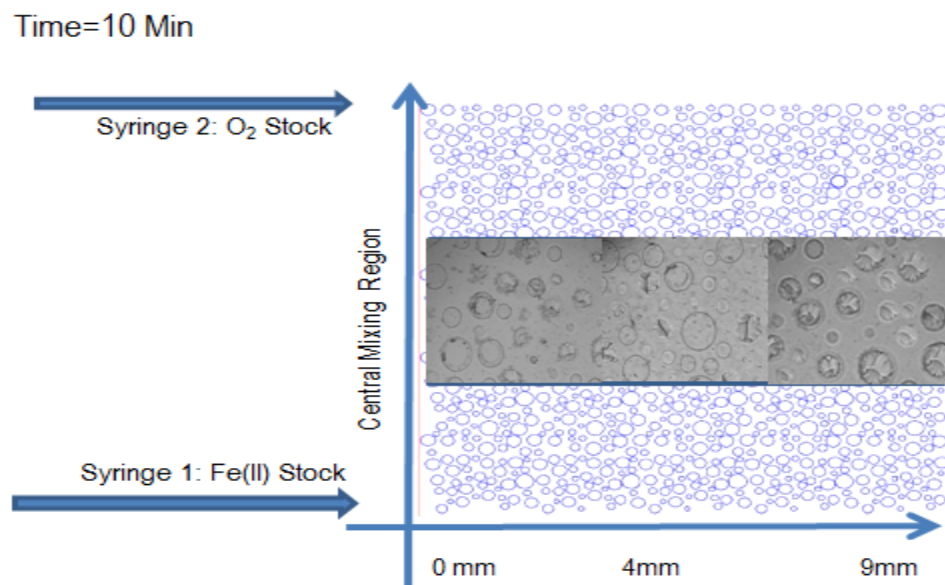 Time=10 Min
Syringe 2: O₂ Stock
Central Mixing Region
Syringe 1: Fe(II) Stock
0 mm
4mm
9mm